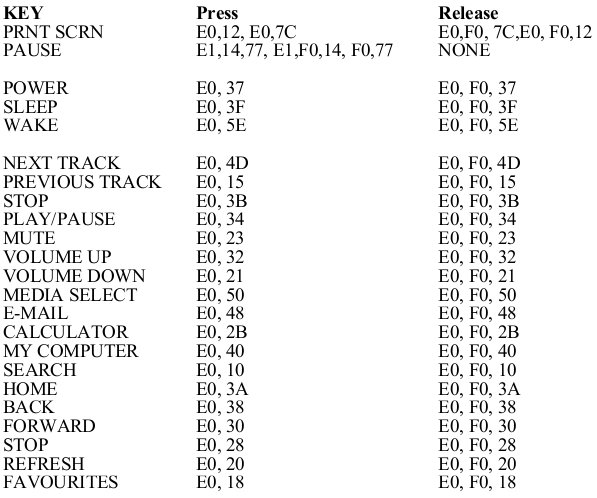 KEY Press Release
PRNT SCRN E0,12, E0,7C E0,F0, 7C,E0, F0,12
PAUSE E1,14,77, E1,F0,14, F0,77 NONE
POWER E0, 37 E0, F0, 37
SLEEP E0, 3F E0, F0, 3F
WAKE E0, 5E E0, F0, 5E
NEXT TRACK E0, 4D E0, F0, 4D
PREVIOUS TRACK E0, 15 E0, F0, 15
STOP E0, 3B E0, F0, 3B
PLAY/PAUSE E0, 34 E0, F0, 34
MUTE E0, 23 E0, F0, 23
VOLUME UP E0, 32 E0, F0, 32
VOLUME DOWN E0, 21 E0, F0, 21
MEDIA SELECT E0, 50 E0, F0, 50
E-MAIL E0, 48 E0, F0, 48
CALCULATOR E0, 2B E0, F0, 2B
MY COMPUTER E0, 40 E0, F0, 40
SEARCH E0, 10 E0, F0, 10
HOME E0, 3A E0, F0, 3A
BACK E0, 38 E0, F0, 38
FORWARD E0, 30 E0, F0, 30
STOP E0, 28 E0, F0, 28
REFRESH E0, 20 E0, F0, 20
FAVOURITES E0, 18 E0, F0, 18